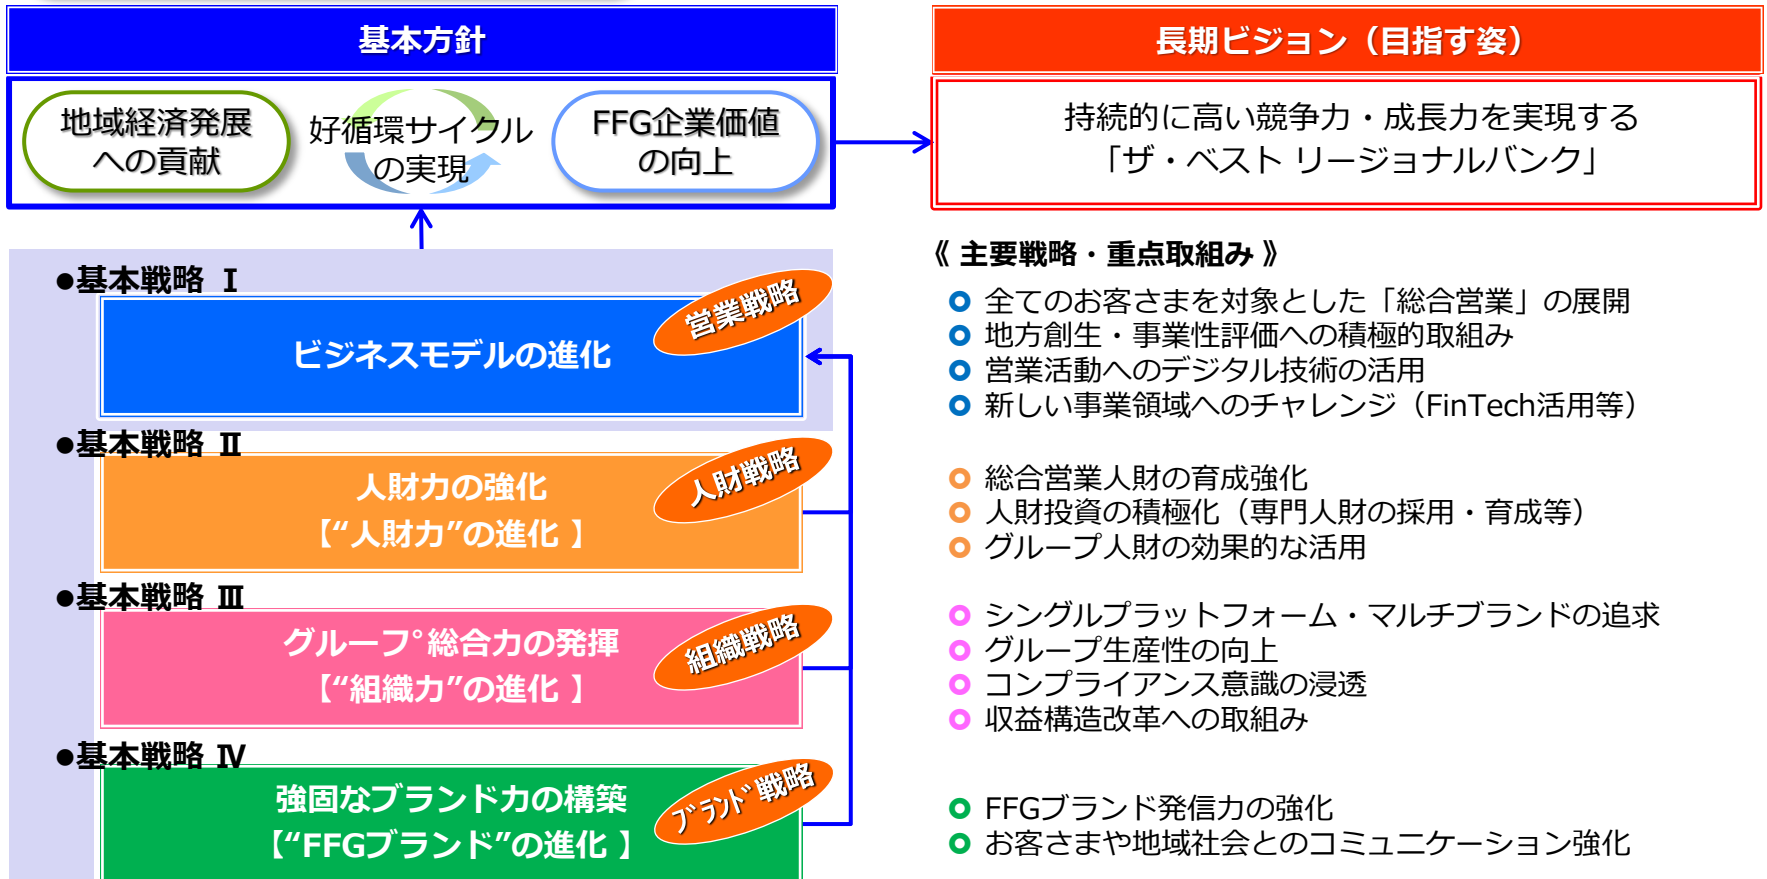 基本方針
地域経済発展
への貢献
好循環サイクル
の実現
FFG企業価値
の向上
長期ビジョン（目指す姿）
持続的に高い競争力・成長力を実現する
「ザ・ベスト リージョナルバンク」
●基本戦略 Ⅰ
ビジネスモデルの進化
営業戦略
●基本戦略 Ⅱ
人財力の強化
【“人財力”の進化 】
人財戦略
●基本戦略 Ⅲ
グループ総合力の発揮
【“組織力”の進化 】
組織戦略
●基本戦略 Ⅳ
強固なブランド力の構築
【“FFGブランド”の進化 】
ﾌﾞﾗﾝﾄﾞ戦略
《 主要戦略・重点取組み 》
全てのお客さまを対象とした「総合営業」の展開
地方創生・事業性評価への積極的取組み
営業活動へのデジタル技術の活用
新しい事業領域へのチャレンジ（FinTech活用等）
総合営業人財の育成強化
人財投資の積極化（専門人財の採用・育成等）
グループ人財の効果的な活用
シングルプラットフォーム・マルチブランドの追求
グループ生産性の向上
コンプライアンス意識の浸透
収益構造改革への取組み
FFGブランド発信力の強化
お客さまや地域社会とのコミュニケーション強化